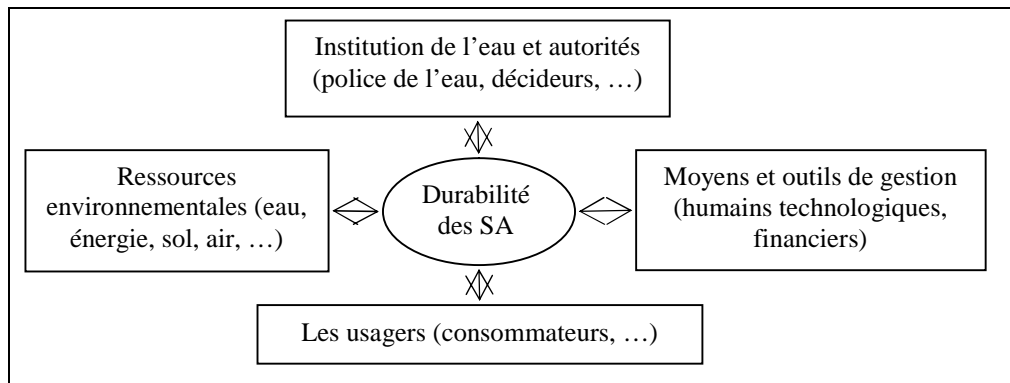 Institution de l’eau et autorités
(police de l’eau, décideurs, …)
Ressources
environnementales (eau,
énergie, sol, air, …)
Durabilité
des SA
Moyens et outils de gestion
(humains technologiques,
financiers)
Les usagers (consommateurs, …)